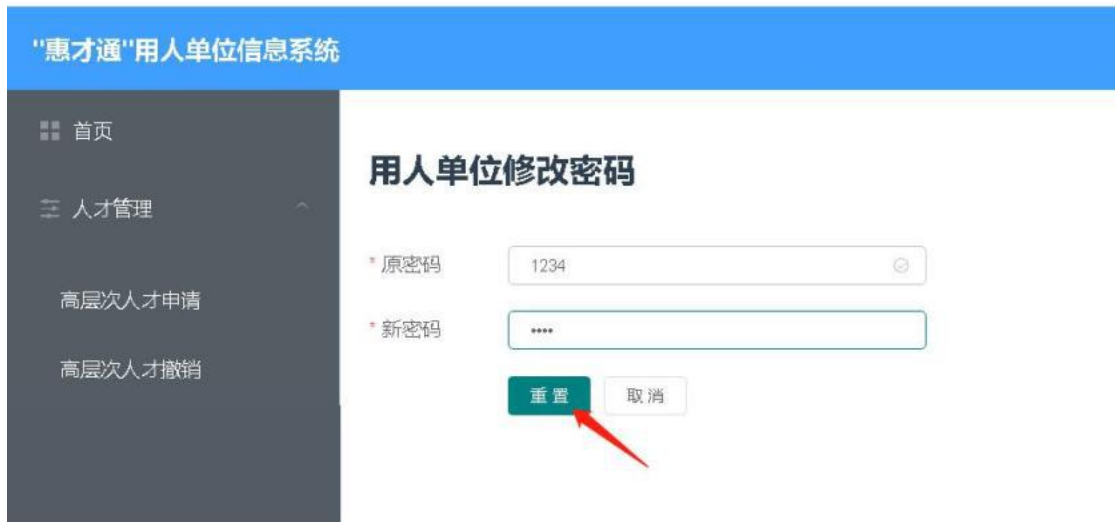 "惠才通"用人单位信息系统
首页
人才管理
高层次人才申请
高层次人才撤销
用人单位修改密码
* 原密码 1234
* 新密码 ••••
重置 取消